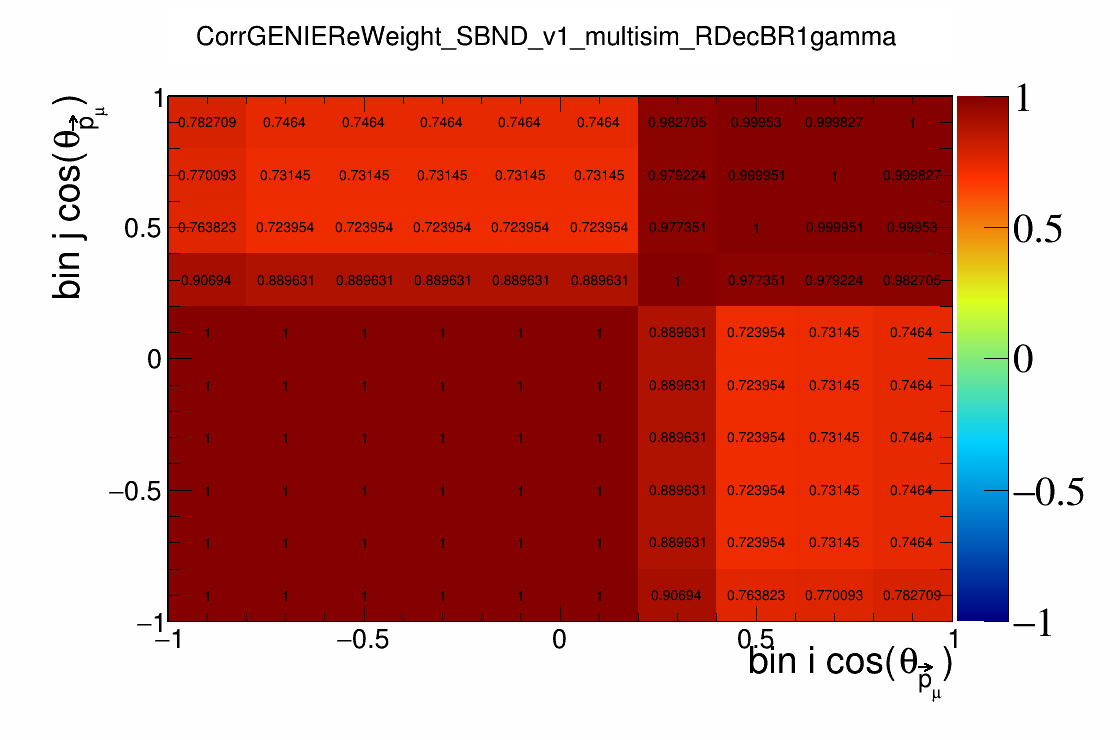 CorrGENIEReWeight_SBND_v1_multisim_RDecBR1gamma
bin j cos(θp⃗μ)
1
0.5
0
−0.5
−1
0.782709 0.7464 0.7464 0.7464 0.7464 0.7464 0.982705 0.99953 0.999827 1
0.770093 0.73145 0.73145 0.73145 0.73145 0.73145 0.979224 0.999951 1 0.999827
0.763823 0.723954 0.723954 0.723954 0.723954 0.723954 0.977351 1 0.999951 0.99953
0.90694 0.889631 0.889631 0.889631 0.889631 0.889631 1 0.977351 0.979224 0.982705
1 1 1 1 1 1 0.889631 0.723954 0.73145 0.7464
1 1 1 1 1 1 0.889631 0.723954 0.73145 0.7464
1 1 1 1 1 1 0.889631 0.723954 0.73145 0.7464
1 1 1 1 1 1 0.889631 0.723954 0.73145 0.7464
1 1 1 1 1 1 0.889631 0.723954 0.73145 0.7464
1 1 1 1 1 1 0.90694 0.763823 0.770093 0.782709
−1 −0.5 0 0.5 1
bin i cos(θp⃗μ)
1
0.5
0
−0.5
−1